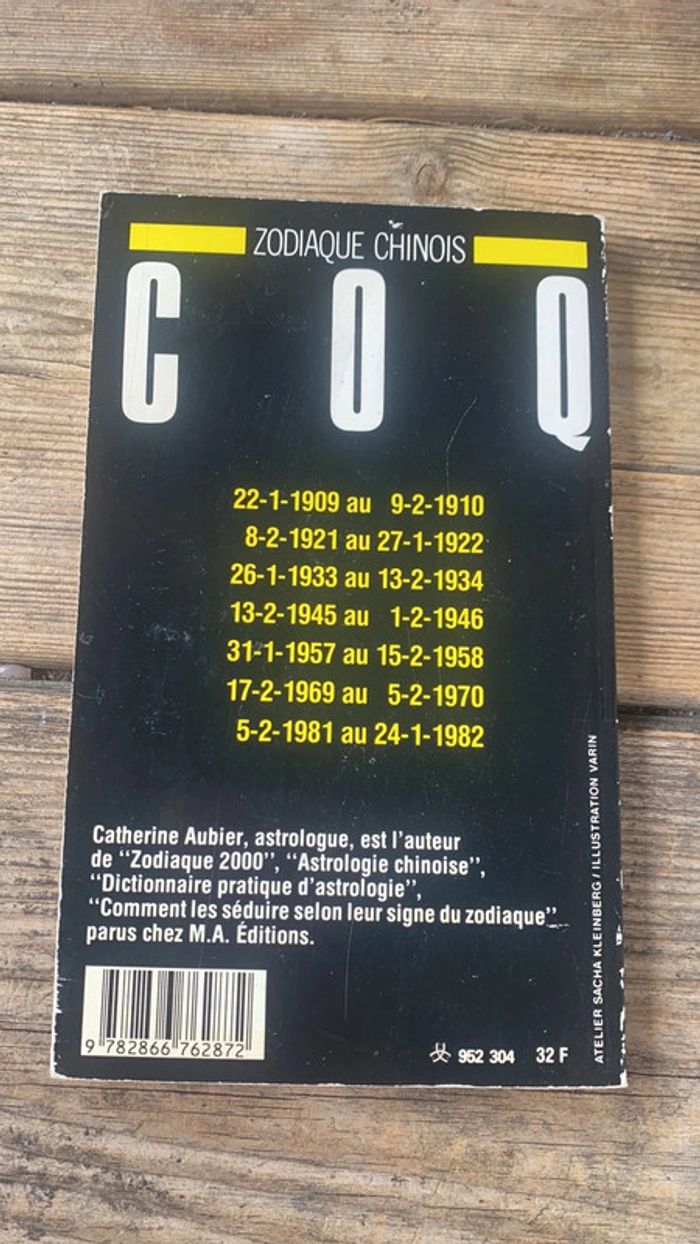 ZODIAQUE CHINOIS
COQ
22-1-1909 au 9-2-1910
8-2-1921 au 27-1-1922
26-1-1933 au 13-2-1934
13-2-1945 au 1-2-1946
31-1-1957 au 15-2-1958
17-2-1969 au 5-2-1970
5-2-1981 au 24-1-1982
Catherine Aubier, astrologue, est l'auteur
de "Zodiaque 2000", "Astrologie chinoise",
"Dictionnaire pratique d'astrologie",
"Comment les séduire selon leur signe du zodiaque"
parus chez M.A. Éditions.
9 782866 762872
952 304 32 F
ATELIER SACHA KLEINBERG / ILLUSTRATION VARIN